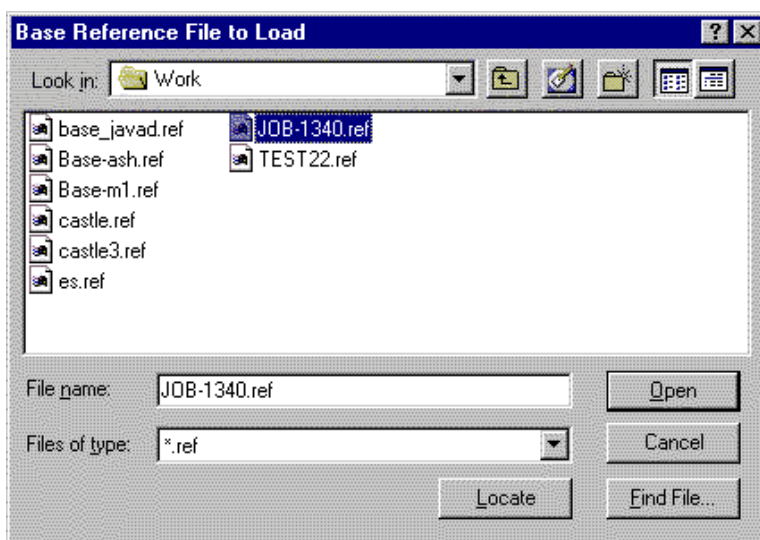 Base Reference File to Load
Look in: Work
base_javad.ref JOB-1340.ref
Base-ash.ref TEST22.ref
Base-m1.ref
castle.ref
castle3.ref
es.ref
File name: JOB-1340.ref Open
Files of type: *.ref Cancel
Locate Find File...